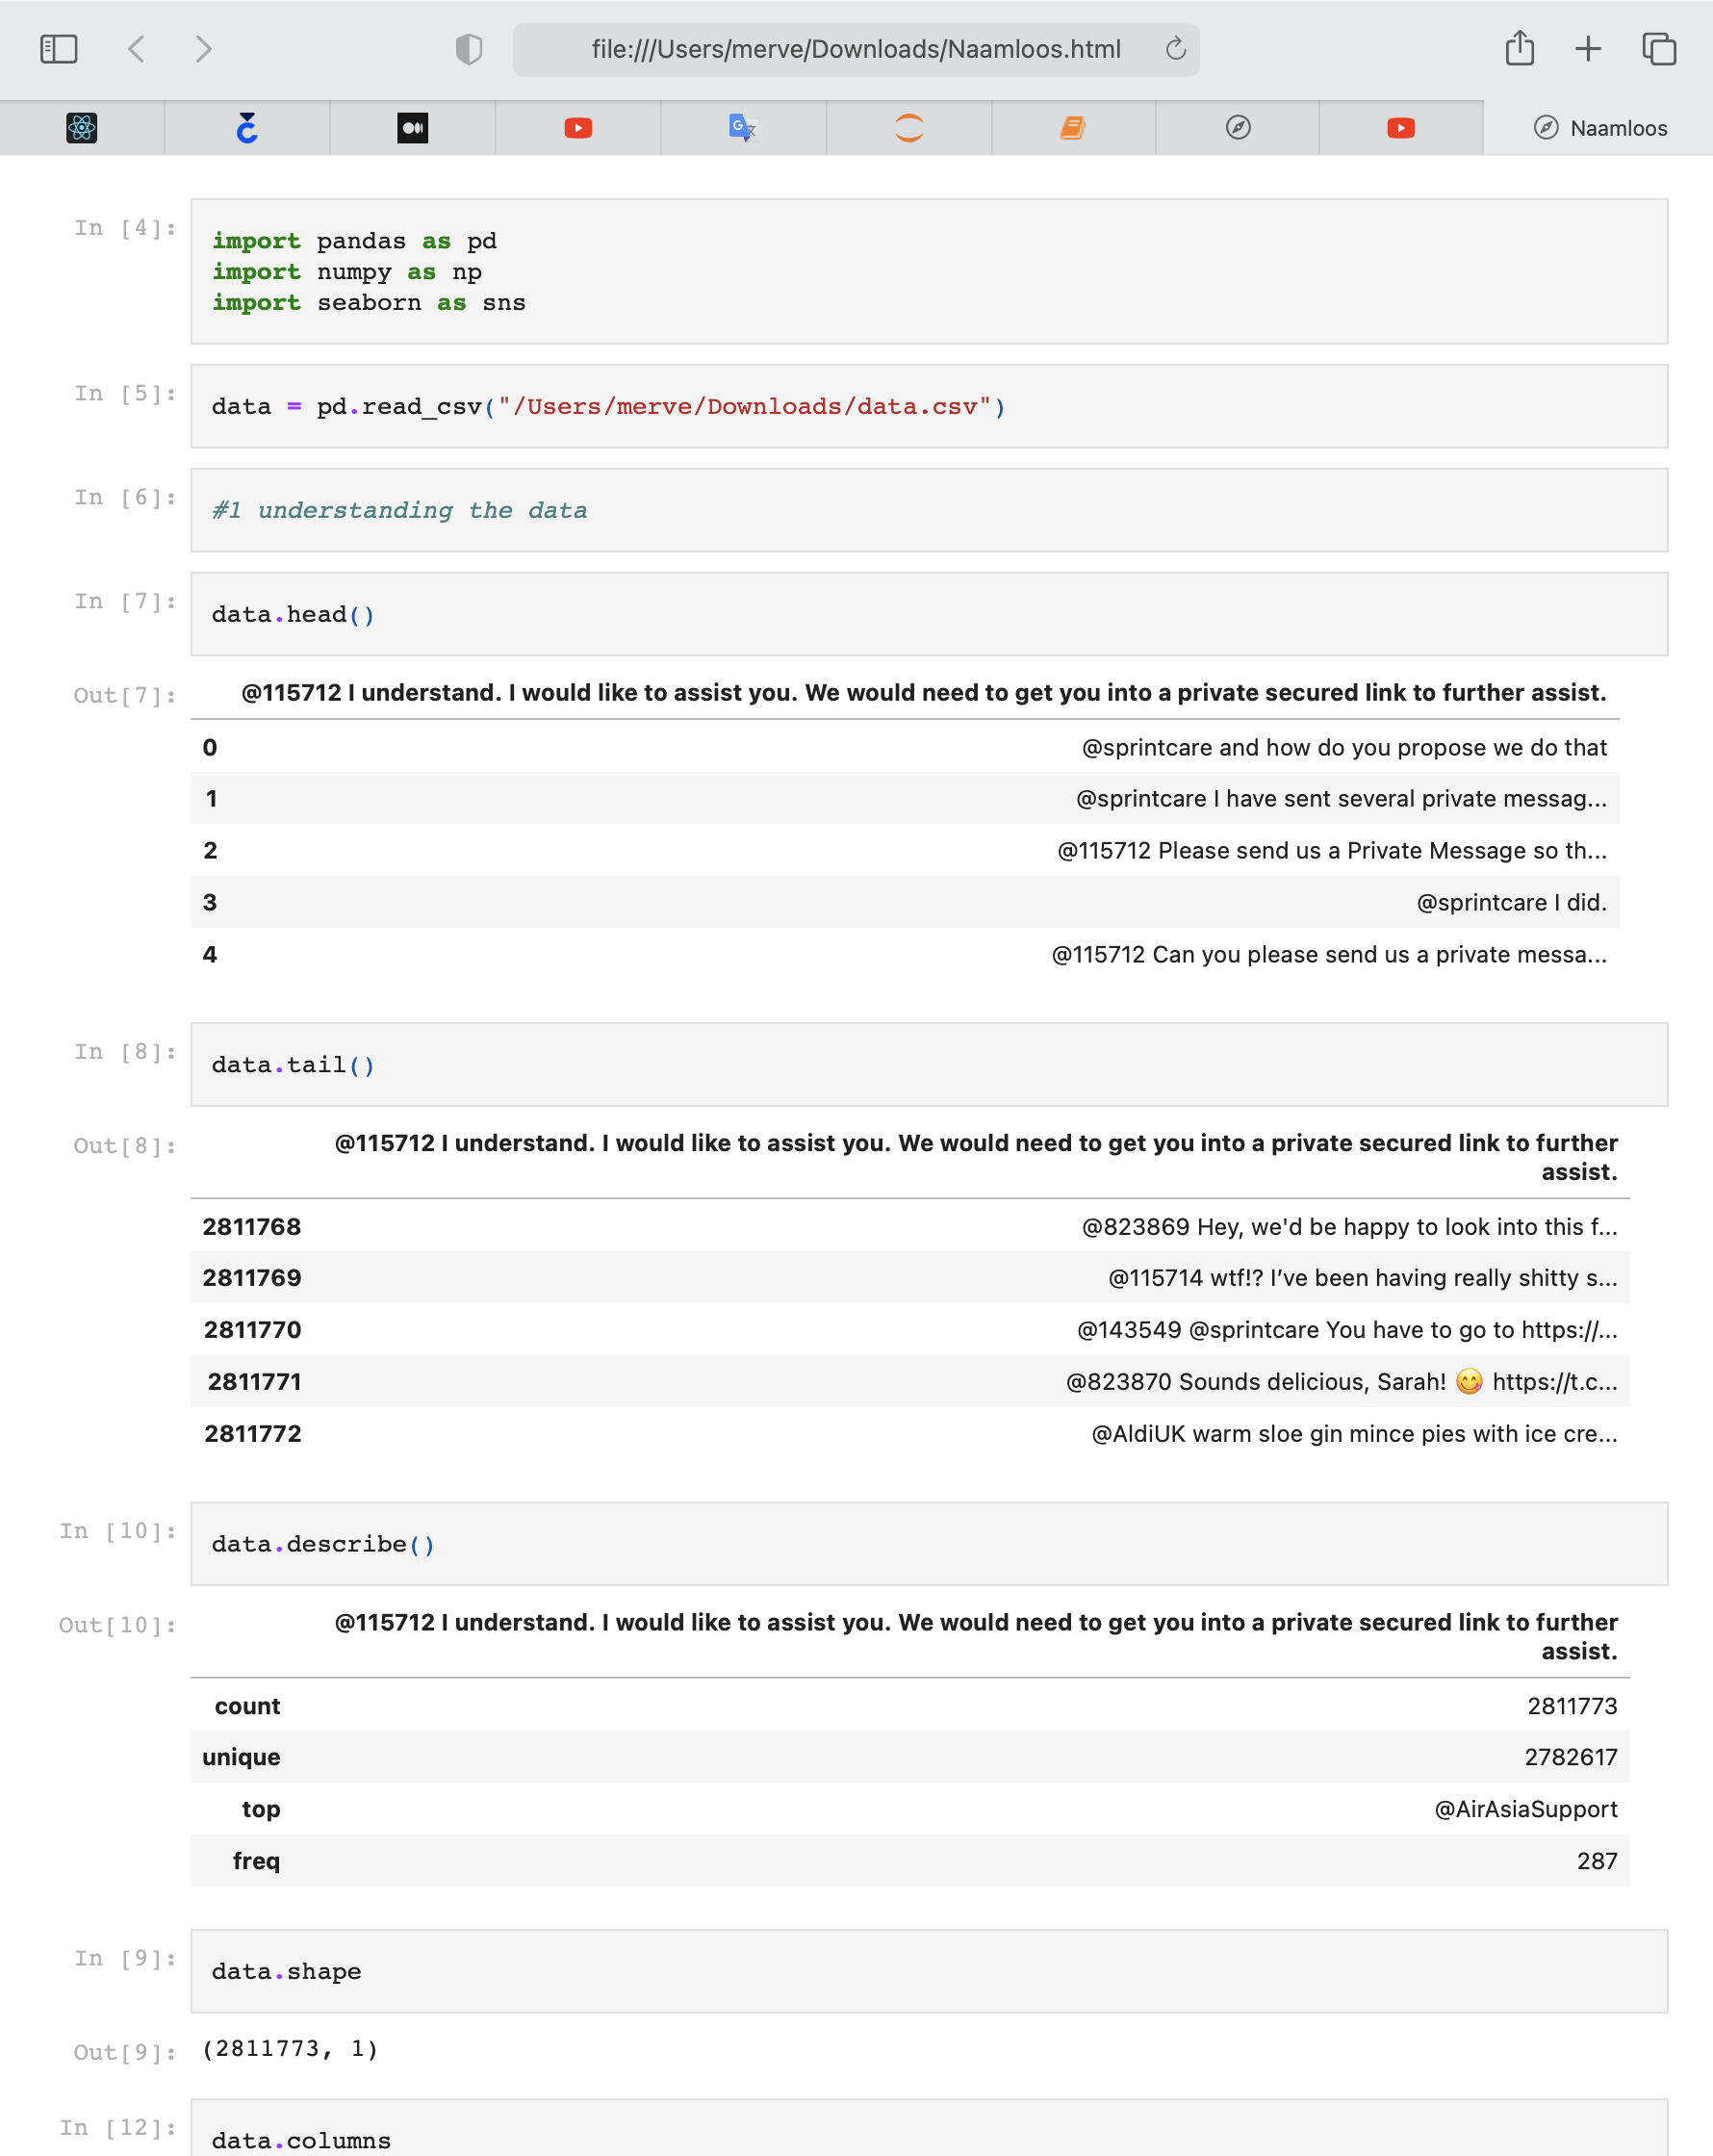 file:///Users/merve/Downloads/Naamloos.html
Naamloos
In [4]:
import pandas as pd
import numpy as np
import seaborn as sns
In [5]:
data = pd.read_csv("/Users/merve/Downloads/data.csv")
In [6]:
#1 understanding the data
In [7]:
data.head()
Out[7]:
@115712 I understand. I would like to assist you. We would need to get you into a private secured link to further assist.
0 @sprintcare and how do you propose we do that
1 @sprintcare I have sent several private messag...
2 @115712 Please send us a Private Message so th...
3 @sprintcare I did.
4 @115712 Can you please send us a private messa...
In [8]:
data.tail()
Out[8]:
@115712 I understand. I would like to assist you. We would need to get you into a private secured link to further
assist.
2811768 @823869 Hey, we'd be happy to look into this f...
2811769 @115714 wtf!? I’ve been having really shitty s...
2811770 @143549 @sprintcare You have to go to https://...
2811771 @823870 Sounds delicious, Sarah! 😋 https://t.c...
2811772 @AldiUK warm sloe gin mince pies with ice cre...
In [10]:
data.describe()
Out[10]:
@115712 I understand. I would like to assist you. We would need to get you into a private secured link to further
assist.
count 2811773
unique 2782617
top @AirAsiaSupport
freq 287
In [9]:
data.shape
Out[9]:
(2811773, 1)
In [12]:
data.columns